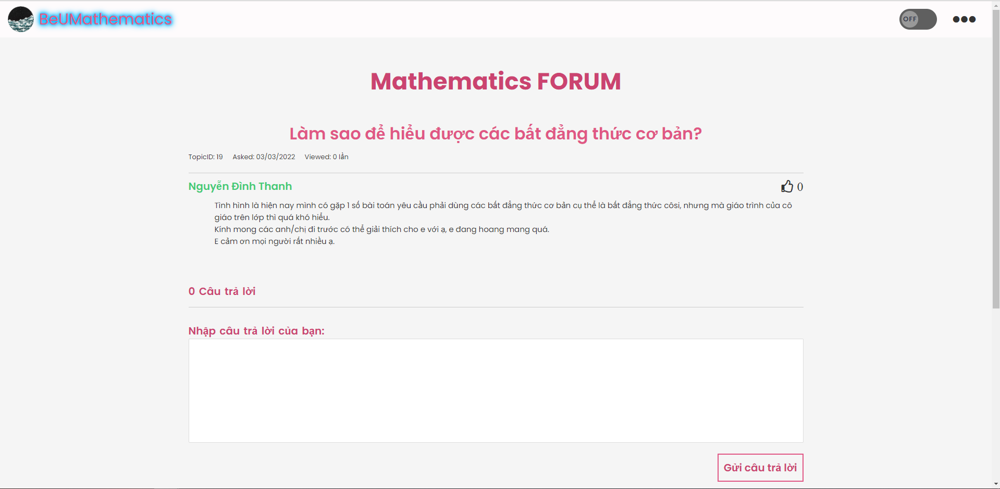 BeUMathematics
OFF
Mathematics FORUM
Làm sao để hiểu được các bất đẳng thức cơ bản?
TopicID: 19 Asked: 03/03/2022 Viewed: 0 lần
Nguyễn Đình Thanh
0
Tình hình là hiện nay mình có gặp 1 số bài toán yêu cầu phải dùng các bất đẳng thức cơ bản cụ thể là bất đẳng thức côsi, nhưng mà giáo trình của cô
giáo trên lớp thì quá khó hiểu.
Kính mong các anh/chị đi trước có thể giải thích cho e với ạ, e đang hoang mang quá.
E cảm ơn mọi người rất nhiều ạ.
0 Câu trả lời
Nhập câu trả lời của bạn:
Gửi câu trả lời